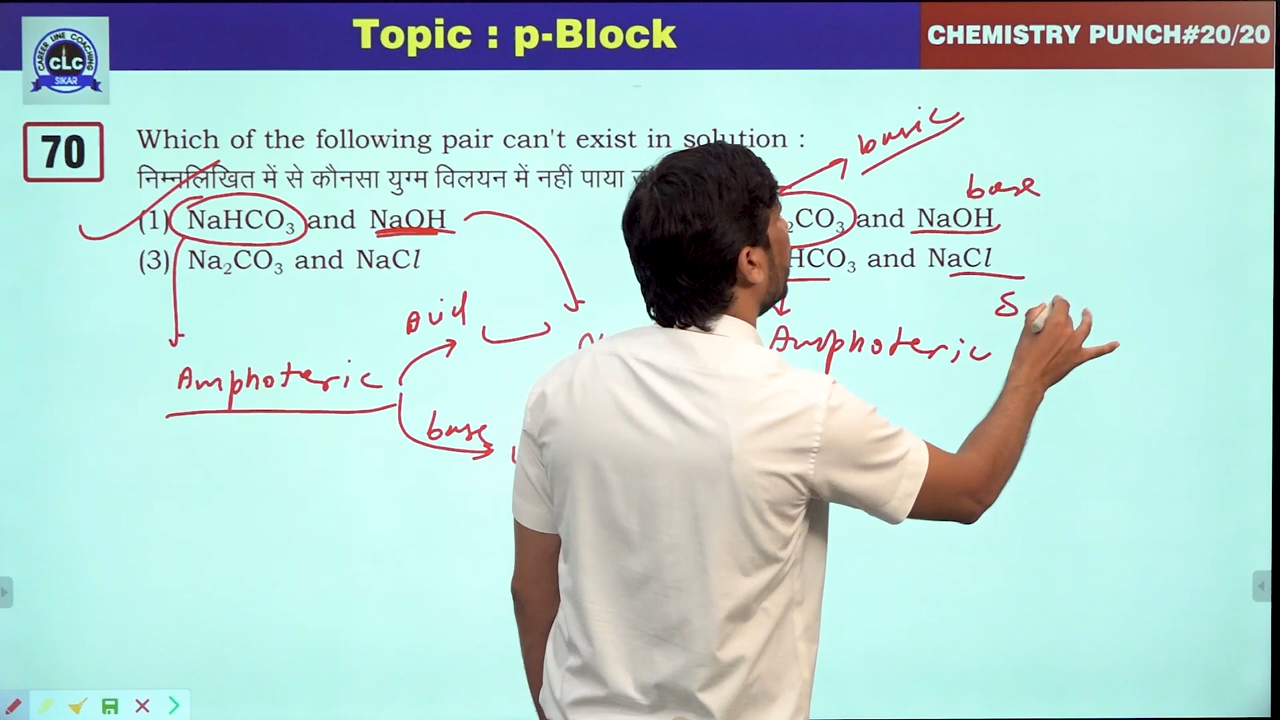 Topic : p-Block
CHEMISTRY PUNCH#20/20
CAREER LINE COACHING
CLC
SIKAR
70
Which of the following pair can't exist in solution :
निम्नलिखित में से कौनसा युग्म विलयन में नहीं पाया
basic
base
(1) NaHCO₃ and NaOH
₂CO₃ and NaOH
(3) Na₂CO₃ and NaCl
HCO₃ and NaCl
Acid
Amphoteric
Amphoteric
base